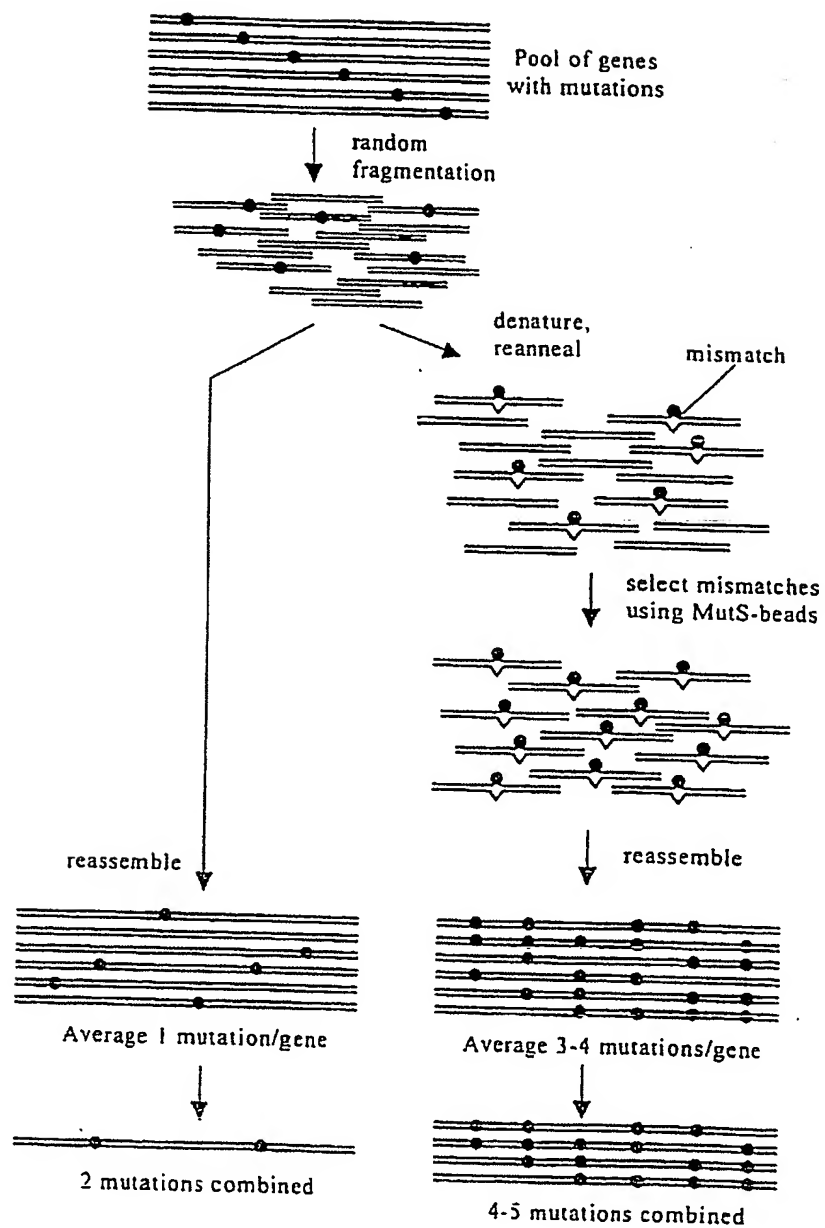 Pool of genes
with mutations
random
fragmentation
denature,
reanneal
mismatch
select mismatches
using MutS-beads
reassemble
reassemble
Average 1 mutation/gene
Average 3-4 mutations/gene
2 mutations combined
4-5 mutations combined